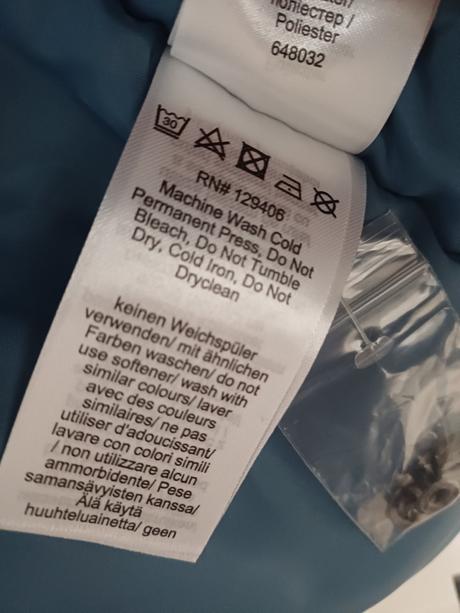 Polyester
648032
30
RN# 129406
Machine Wash Cold
Permanent Press, Do Not
Bleach, Do Not Tumble
Dry, Cold Iron, Do Not
Dryclean
keinen Weichspüler
verwenden/ mit ähnlichen
Farben waschen/ do not
use softener/ wash with
similar colours/ laver
avec des couleurs
similaires/ ne pas
utiliser d'adoucissant/
lavare con colori simili
/ non utilizzare alcun
ammorbidente/ Pese
samansävyisten kanssa/
Älä käytä
huuhteluainetta/ geen